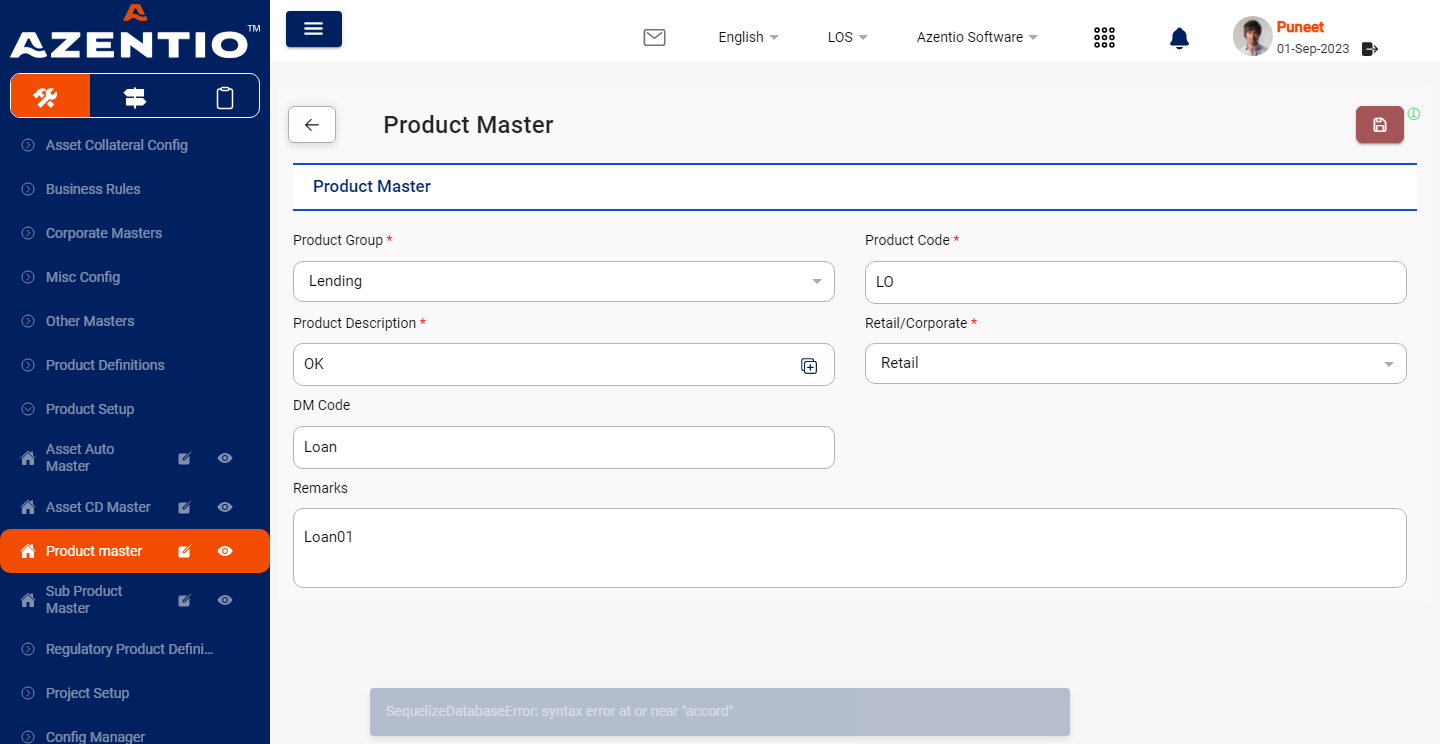 AZENTIO™
English
LOS
Azentio Software
Puneet
01-Sep-2023
Asset Collateral Config
Business Rules
Corporate Masters
Misc Config
Other Masters
Product Definitions
Product Setup
Asset Auto
Master
Asset CD Master
Product master
Sub Product
Master
Regulatory Product Defini...
Project Setup
Config Manager
Product Master
Product Master
Product Group *
Lending
Product Code *
LO
Product Description *
OK
Retail/Corporate *
Retail
DM Code
Loan
Remarks
Loan01
SequelizeDatabaseError: syntax error at or near "accord"